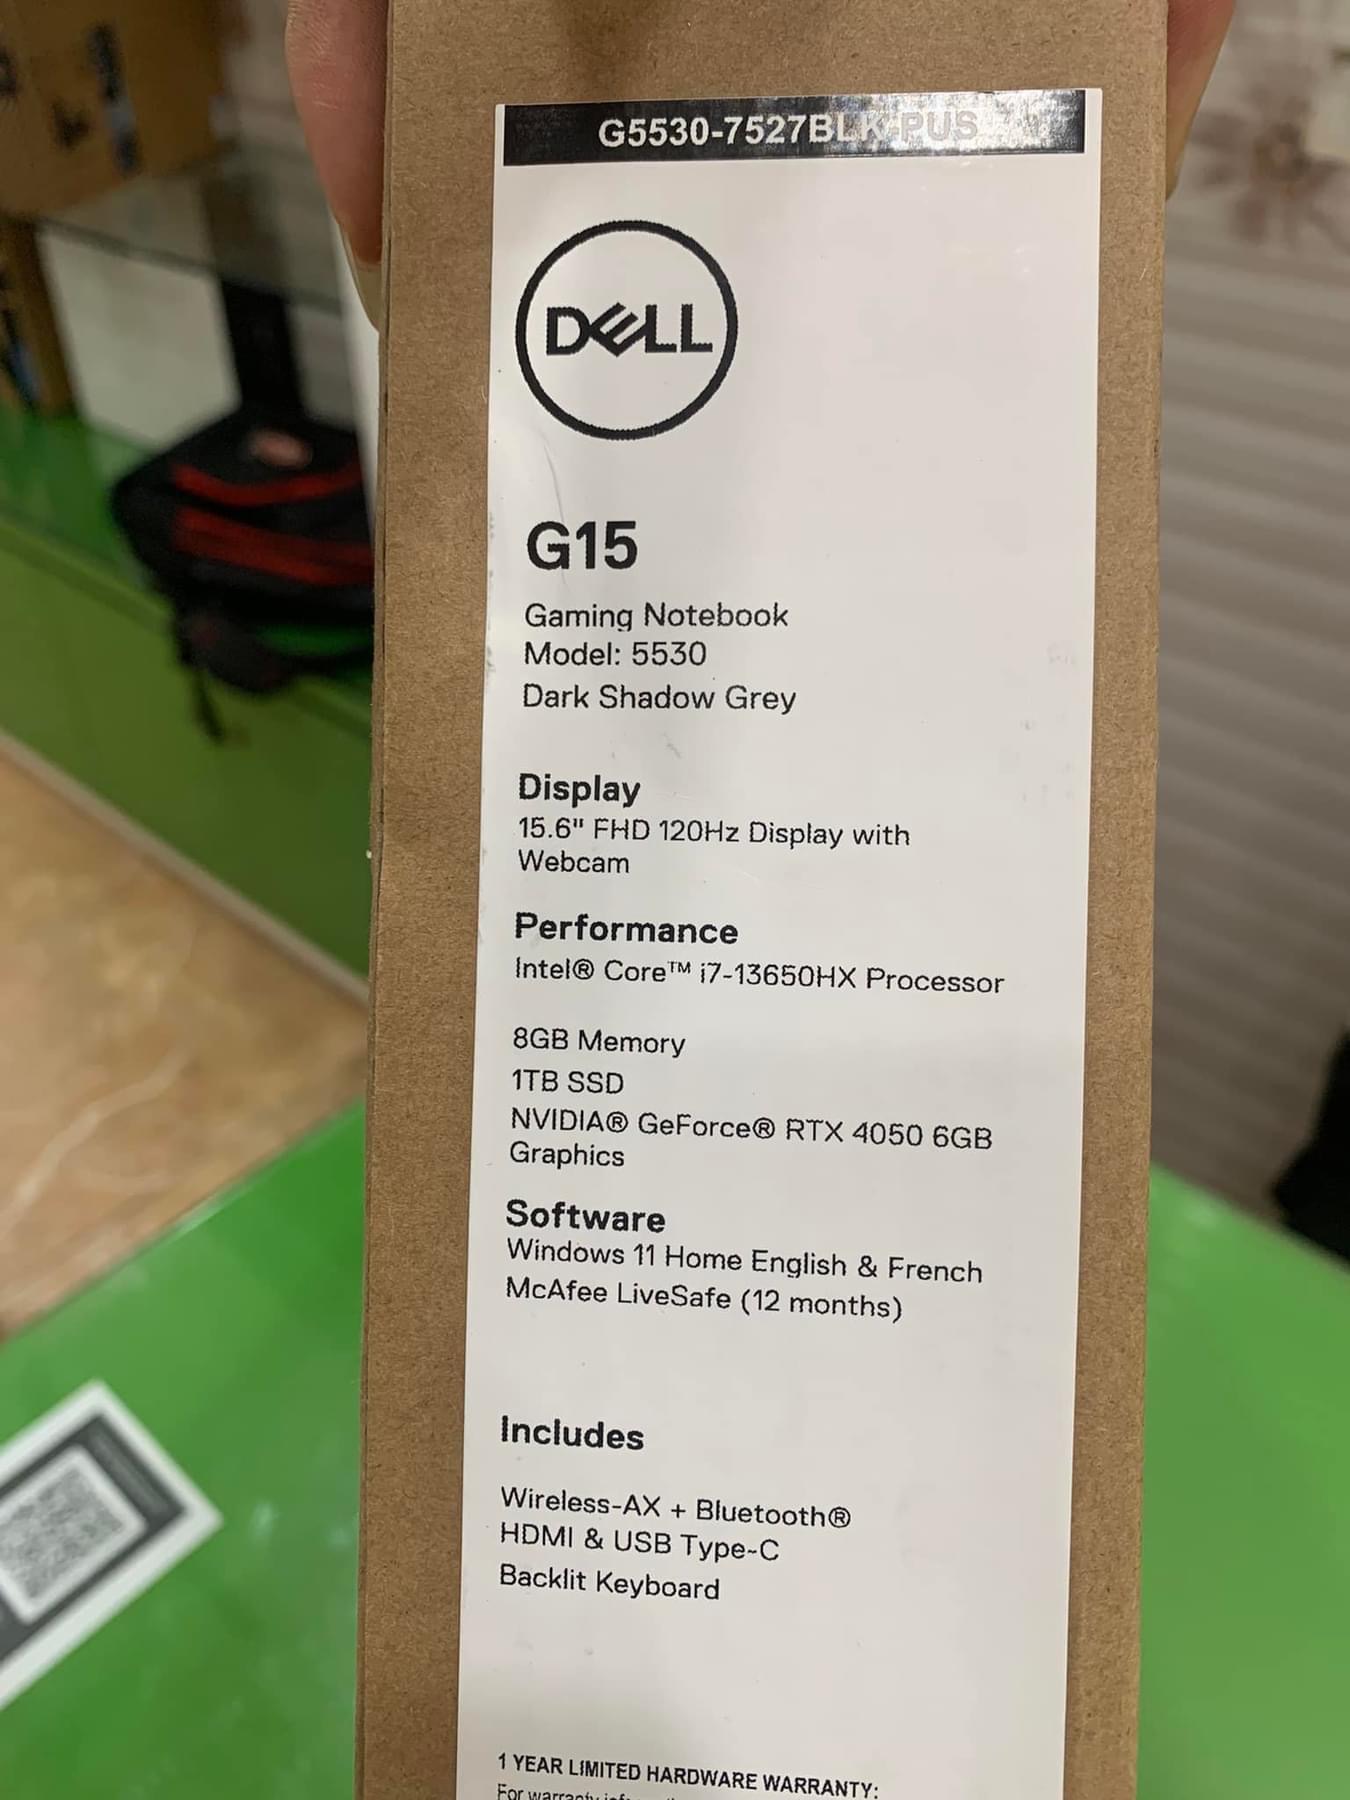 G5530-7527BLK-PUS
DELL
G15
Gaming Notebook
Model: 5530
Dark Shadow Grey
Display
15.6" FHD 120Hz Display with
Webcam
Performance
Intel® Core™ i7-13650HX Processor
8GB Memory
1TB SSD
NVIDIA® GeForce® RTX 4050 6GB
Graphics
Software
Windows 11 Home English & French
McAfee LiveSafe (12 months)
Includes
Wireless-AX + Bluetooth®
HDMI & USB Type-C
Backlit Keyboard
1 YEAR LIMITED HARDWARE WARRANTY:
For warranty